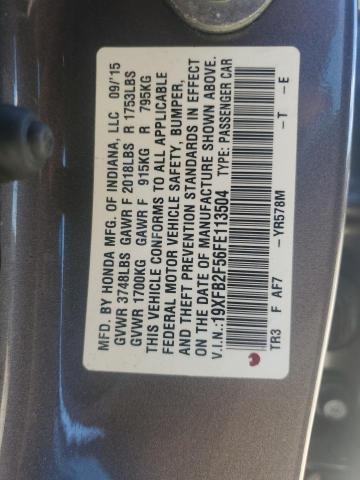 MFD. BY HONDA MFG. OF INDIANA, LLC 09/'15
GVWR 3748LBS GAWR F 2018LBS R 1753LBS
GVWR 1700KG GAWR F 915KG R 795KG
THIS VEHICLE CONFORMS TO ALL APPLICABLE
FEDERAL MOTOR VEHICLE SAFETY, BUMPER,
AND THEFT PREVENTION STANDARDS IN EFFECT
ON THE DATE OF MANUFACTURE SHOWN ABOVE.
V.I.N.:19XFB2F56FE113504 TYPE: PASSENGER CAR
TR3 F AF7 -YR578M -T -E